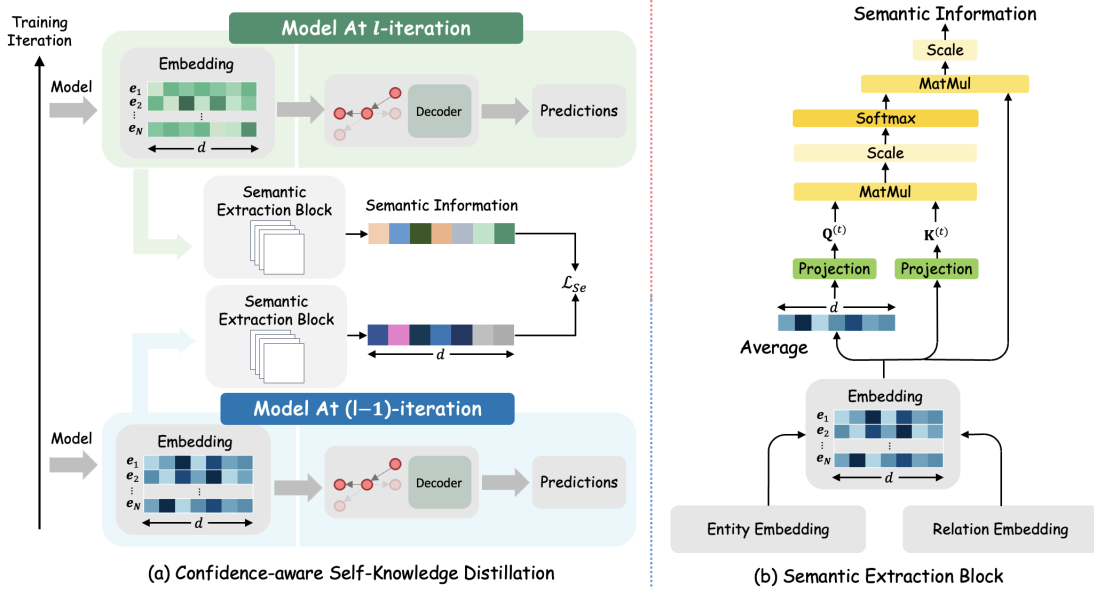 Training
Iteration
Model At l-iteration
Model
Embedding
e1
e2
⋮
⋮
eN
d
Decoder
Predictions
Semantic
Extraction Block
Semantic Information
ℒSe
Semantic
Extraction Block
d
Model At (l−1)-iteration
Model
Embedding
e1
e2
⋮
⋮
eN
d
Decoder
Predictions
(a) Confidence-aware Self-Knowledge Distillation
Semantic Information
Scale
MatMul
Softmax
Scale
MatMul
Q(t)
K(t)
Projection
Projection
d
Average
Embedding
e1
e2
⋮
⋮
eN
d
Entity Embedding
Relation Embedding
(b) Semantic Extraction Block